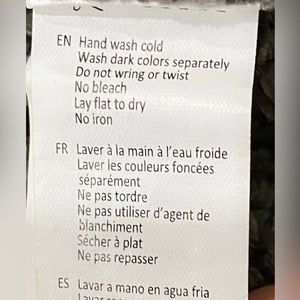 EN Hand wash cold
Wash dark colors separately
Do not wring or twist
No bleach
Lay flat to dry
No iron
FR Laver à la main à l'eau froide
Laver les couleurs foncées
séparément
Ne pas tordre
Ne pas utiliser d'agent de
blanchiment
Sécher à plat
Ne pas repasser
ES Lavar a mano en agua fria
Lavar